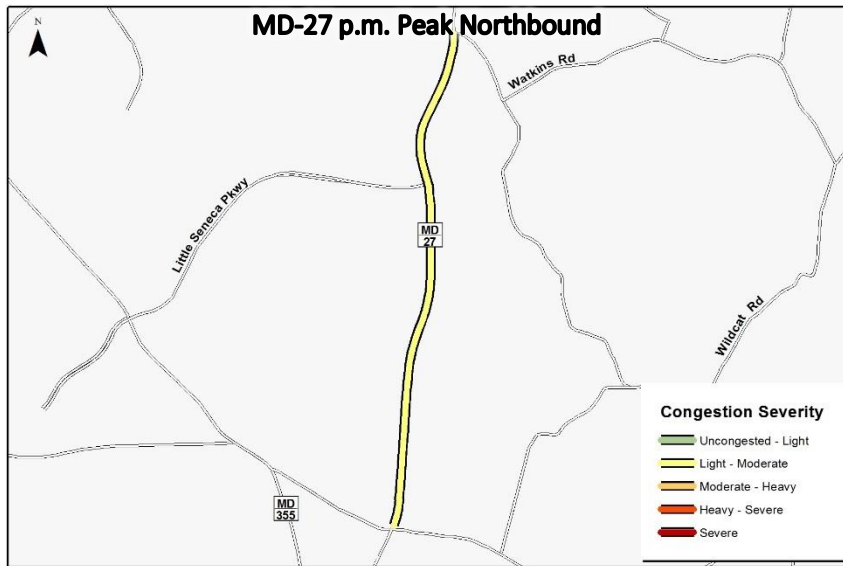 MD-27 p.m. Peak Northbound
N
Watkins Rd
Little Seneca Pkwy
MD
27
Wildcat Rd
MD
355
Congestion Severity
Uncongested - Light
Light - Moderate
Moderate - Heavy
Heavy - Severe
Severe